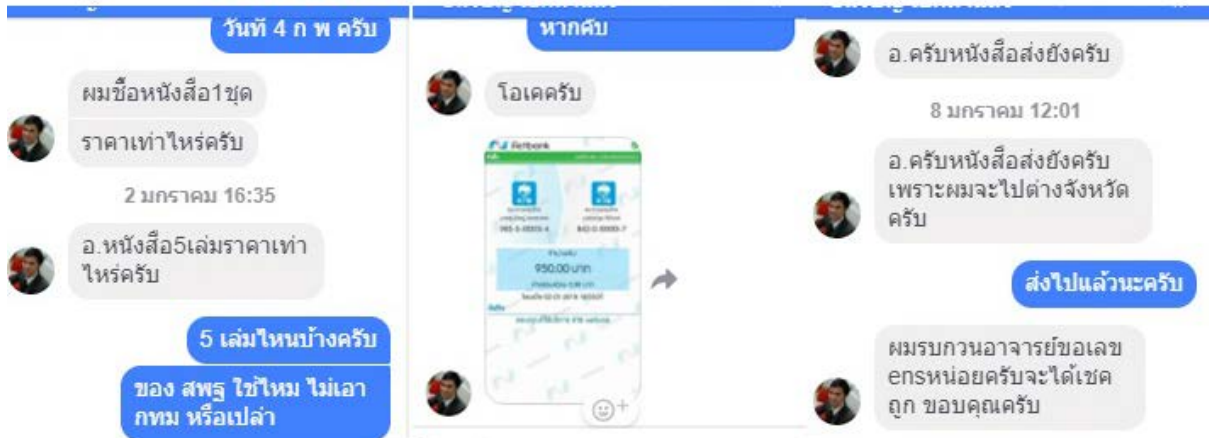 วันที่ 4 ก พ ครับ
ผมซื้อหนังสือ1ชุด
ราคาเท่าไหร่ครับ
2 มกราคม 16:35
อ.หนังสือ5เล่มราคาเท่า
ไหร่ครับ
5 เล่มไหนบ้างครับ
ของ สพฐ ใช่ไหม ไม่เอา
กทม หรือเปล่า
หากคับ
โอเคครับ
Fetbank
950.00 บาท
อ.ครับหนังสือส่งยังครับ
8 มกราคม 12:01
อ.ครับหนังสือส่งยังครับ
เพราะผมจะไปต่างจังหวัด
ครับ
ส่งไปแล้วนะครับ
ผมรบกวนอาจารย์ขอเลข
ensหน่อยครับจะได้เชค
ถูก ขอบคุณครับ